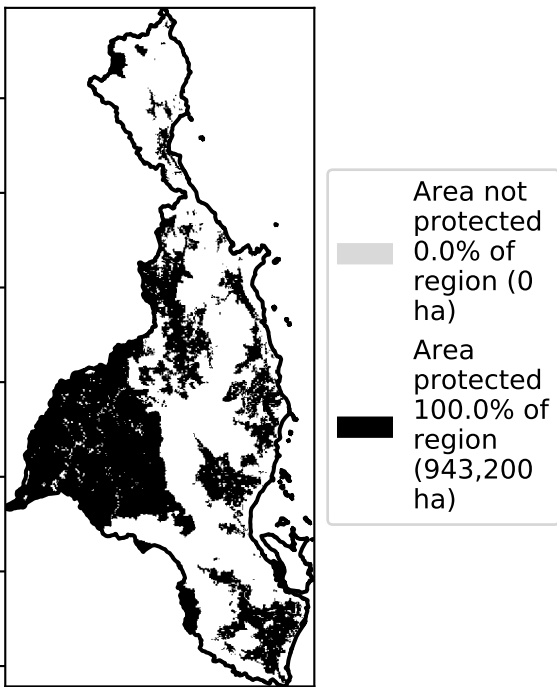 Area not
protected
0.0% of
region (0
ha)
Area
protected
100.0% of
region
(943,200
ha)